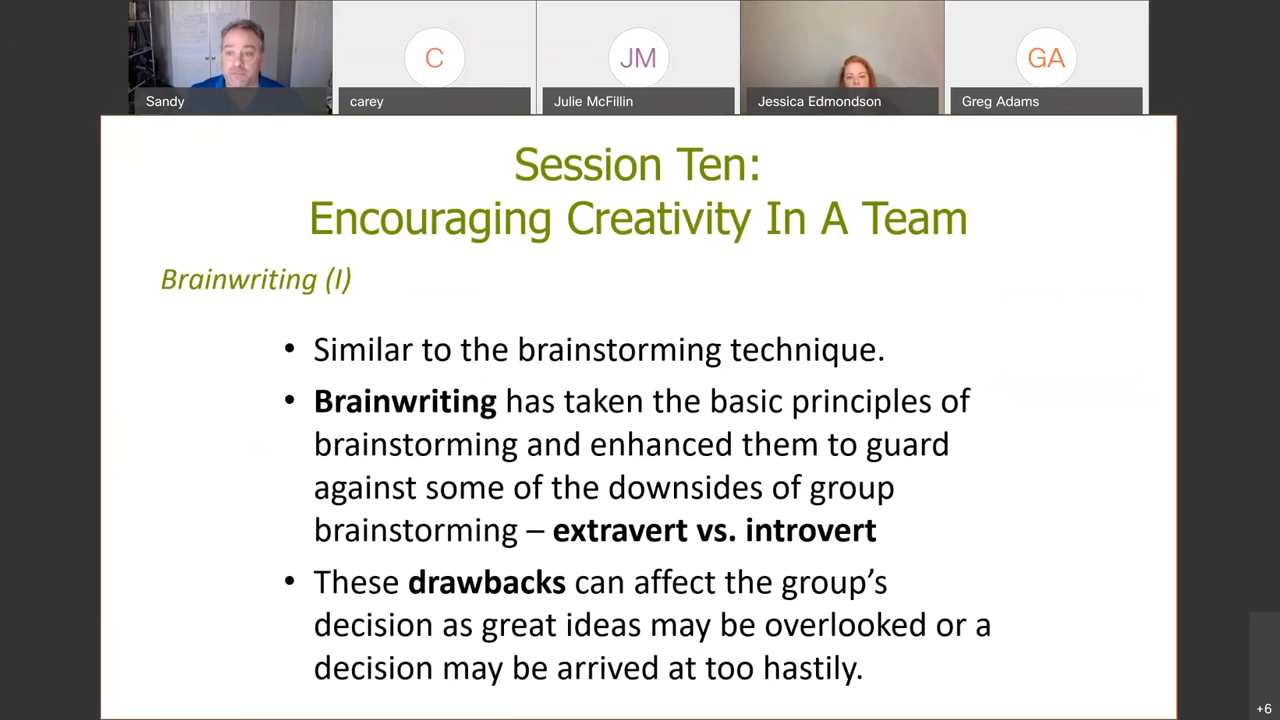 C
JM
GA
Sandy
carey
Julie McFillin
Jessica Edmondson
Greg Adams
Session Ten:
Encouraging Creativity In A Team
Brainwriting (I)
• Similar to the brainstorming technique.
• Brainwriting has taken the basic principles of
brainstorming and enhanced them to guard
against some of the downsides of group
brainstorming – extravert vs. introvert
• These drawbacks can affect the group’s
decision as great ideas may be overlooked or a
decision may be arrived at too hastily.
+6